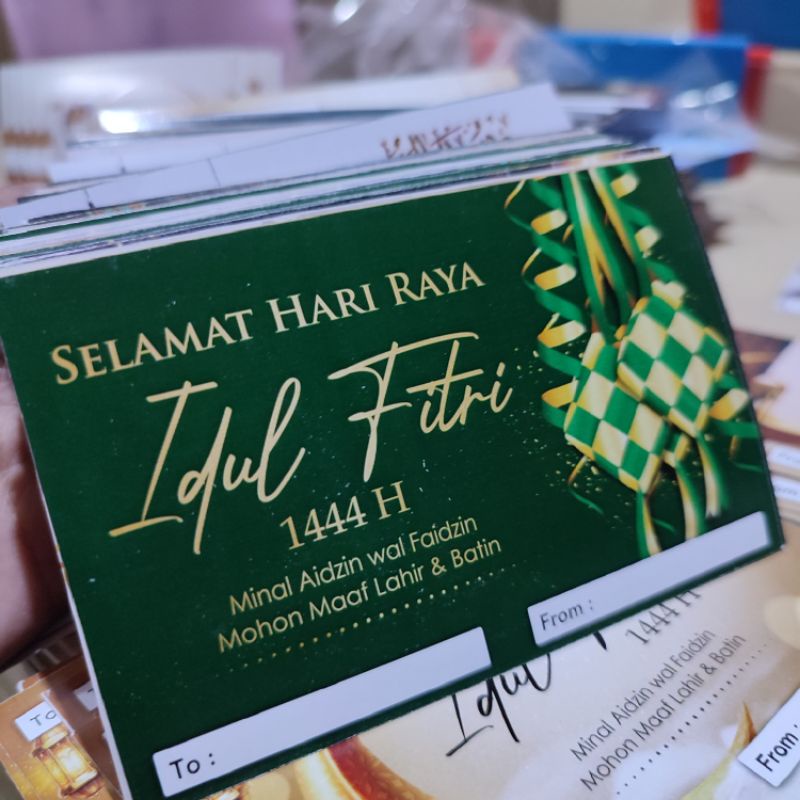 SELAMAT HARI RAYA
Idul Fitri
1444 H
Minal Aidzin wal Faidzin
Mohon Maaf Lahir & Batin
To :
From :
1444 H
Idul
Minal Aidzin wal Faidzin
Mohon Maaf Lahir & Batin
From :
To